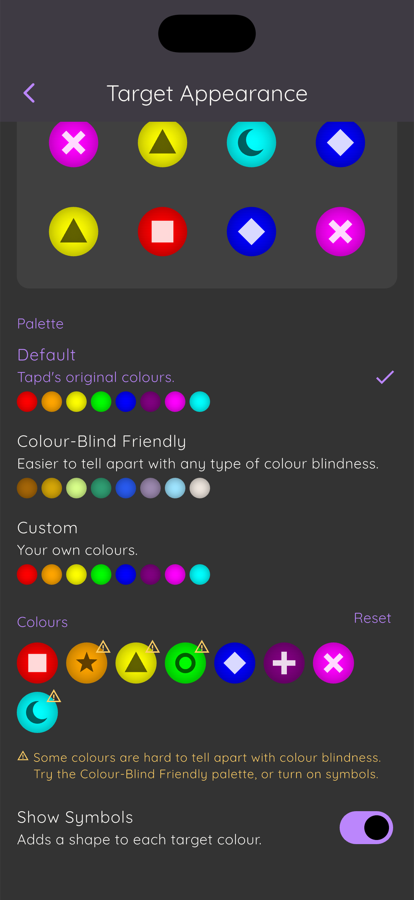 Target Appearance
Palette
Default
Tapd's original colours.
Colour-Blind Friendly
Easier to tell apart with any type of colour blindness.
Custom
Your own colours.
Colours
Reset
Some colours are hard to tell apart with colour blindness.
Try the Colour-Blind Friendly palette, or turn on symbols.
Show Symbols
Adds a shape to each target colour.